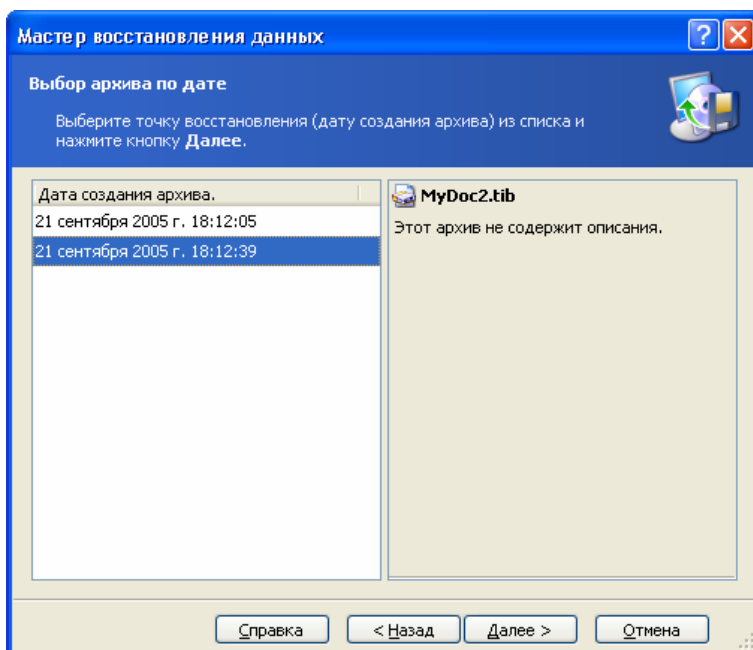 Мастер восстановления данных
Выбор архива по дате
Выберите точку восстановления (дату создания архива) из списка и
нажмите кнопку Далее.
Дата создания архива.
21 сентября 2005 г. 18:12:05
21 сентября 2005 г. 18:12:39
MyDoc2.tib
Этот архив не содержит описания.
Справка
< Назад
Далее >
Отмена